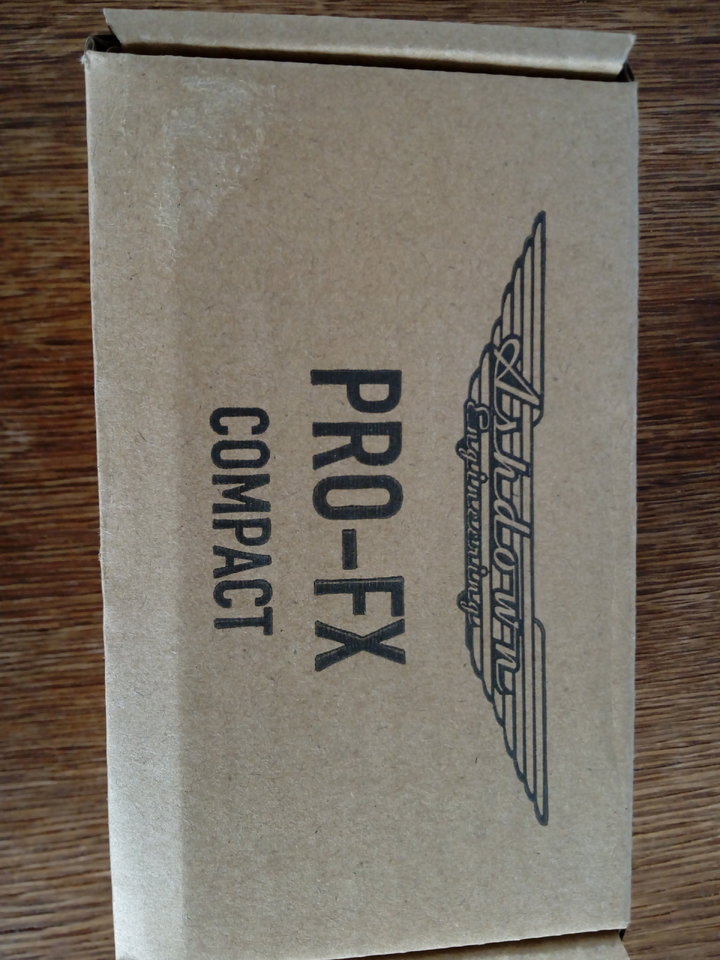 Ashdown
Engineering
PRO-FX
COMPACT